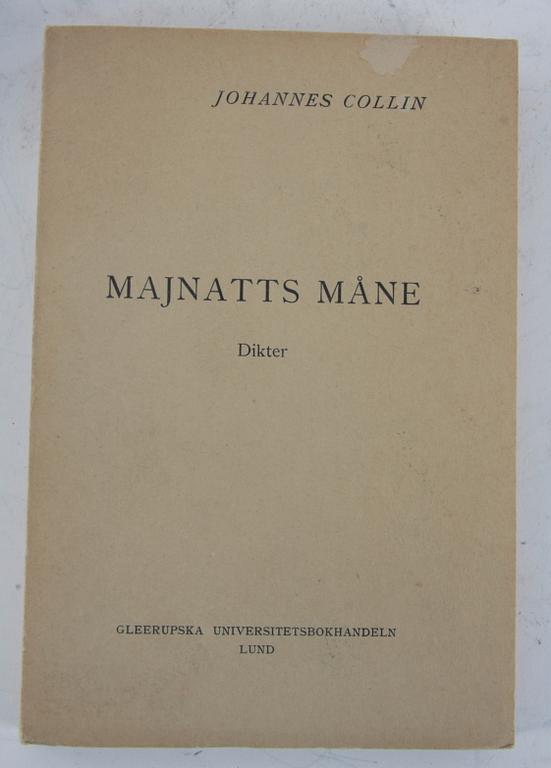 JOHANNES COLLIN
MAJNATTS MÅNE
Dikter
GLEERUPSKA UNIVERSITETSBOKHANDELN
LUND